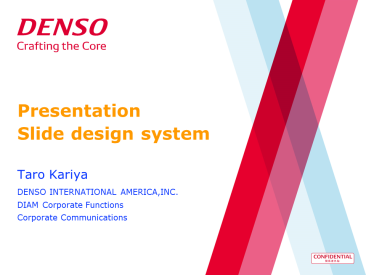 DENSO
Crafting the Core
Presentation
Slide design system
Taro Kariya
DENSO INTERNATIONAL AMERICA,INC.
DIAM Corporate Functions
Corporate Communications
CONFIDENTIAL